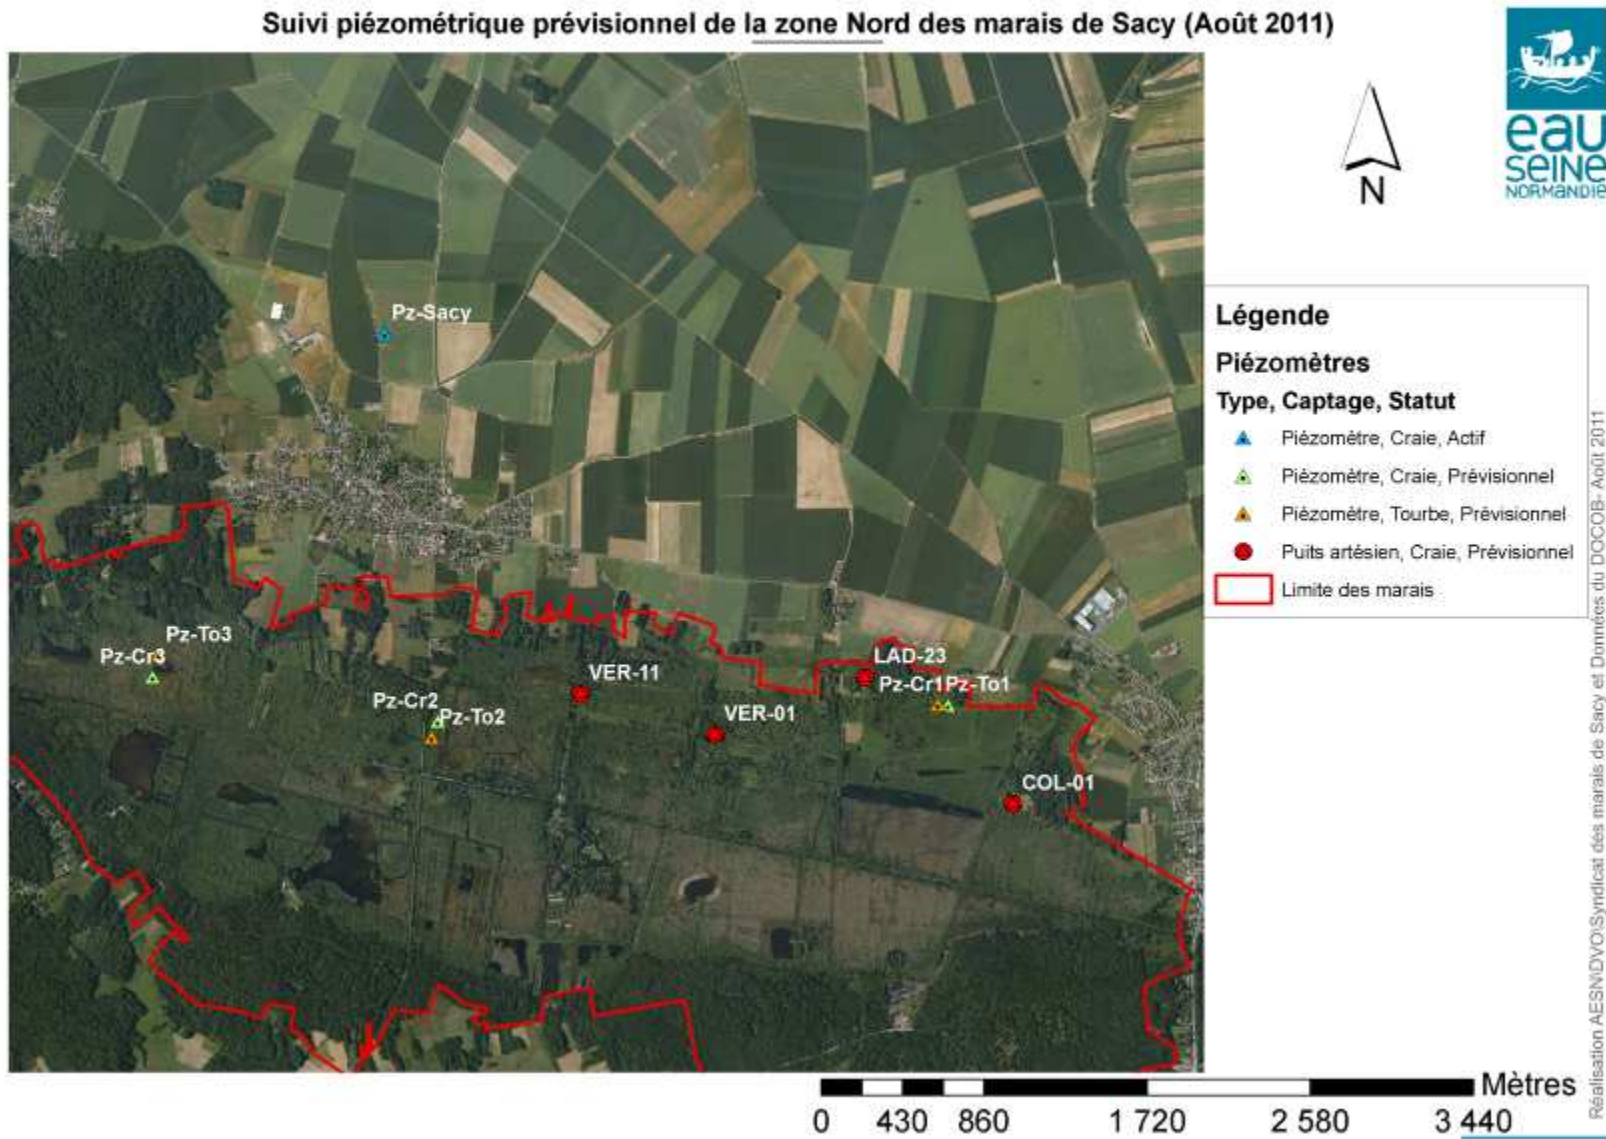 Suivi piézométrique prévisionnel de la zone Nord des marais de Sacy (Août 2011)
eau
SEINE
NORMANDIE
N
Pz-Sacy
Légende
Piézomètres
Type, Captage, Statut
Piézomètre, Craie, Actif
Piézomètre, Craie, Prévisionnel
Piézomètre, Tourbe, Prévisionnel
Puits artésien, Craie, Prévisionnel
Limite des marais
Pz-To3
Pz-Cr3
Pz-Cr2
Pz-To2
VER-11
VER-01
LAD-23
Pz-Cr1 Pz-To1
COL-01
Réalisation AESN\DVO\Syndicat des marais de Sacy et Données du DOCOB- Août 2011
Mètres
0 430 860 1 720 2 580 3 440